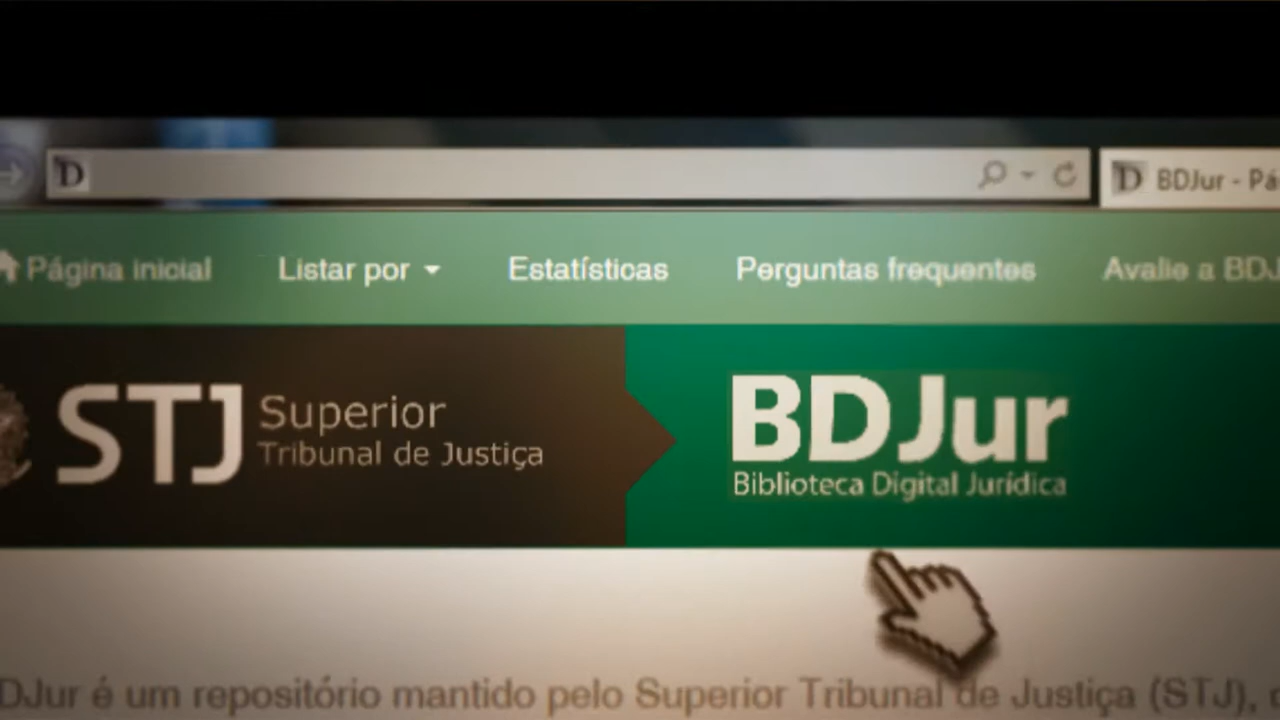 D
D BDJur - Pá
Página inicial Listar por Estatísticas Perguntas frequentes Avalie a BDJ
STJ Superior
Tribunal de Justiça
BDJur
Biblioteca Digital Jurídica
DJur é um repositório mantido pelo Superior Tribunal de Justiça (STJ),